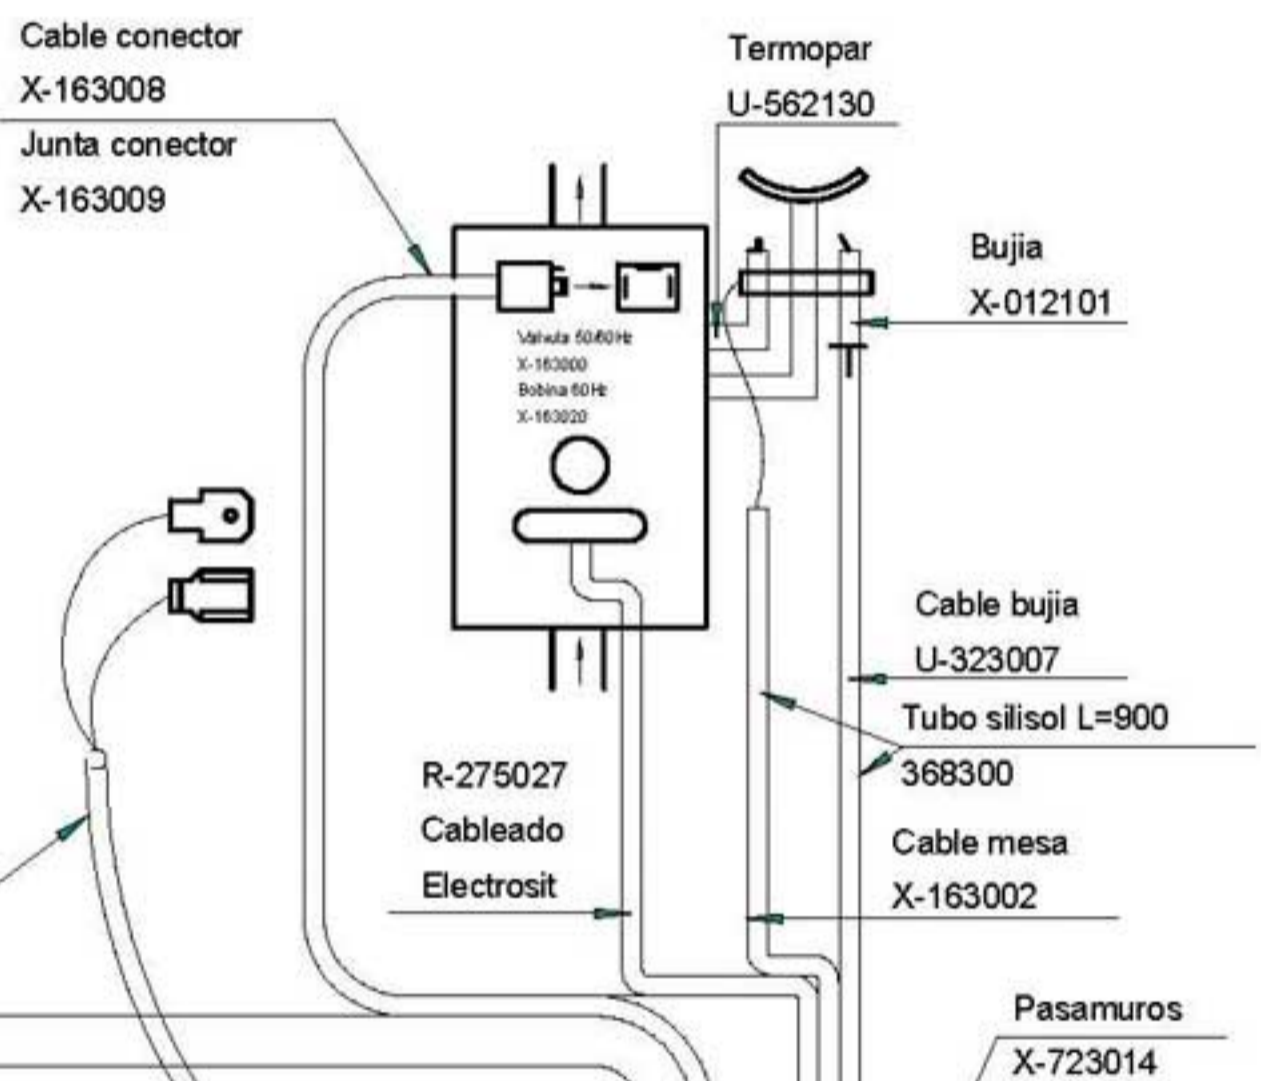 Cable conector
X-163008
Junta conector
X-163009
Termopar
U-562130
Bujia
X-012101
Valvula 50/60Hz
X-163000
Bobina 60Hz
X-163020
Cable bujia
U-323007
Tubo silisol L=900
368300
R-275027
Cableado
Electrosit
Cable mesa
X-163002
Pasamuros
X-723014